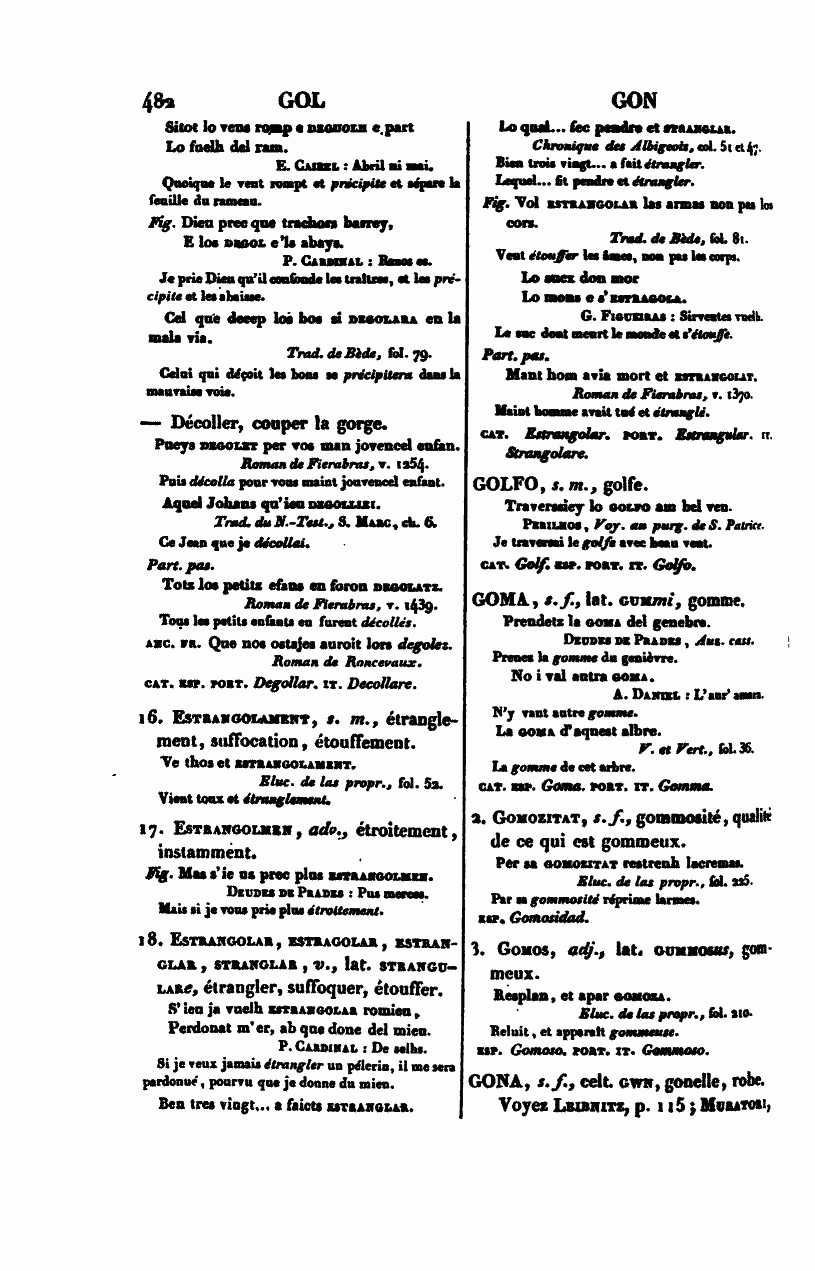 482 GOL GON
Sitot lo vens romp e DEGUOLH e part
Lo fuelh del ram.
E. CAIREL : Abril ni mai.
Quoique le vent rompt et précipite et sépare la
feuille du rameau.
Fig. Dieu prec que trachors barrey,
E los DEGOL e'ls abays.
P. CARDINAL : Razos es.
Je prie Dieu qu'il confonde les traîtres, et les pré-
cipite et les abaisse.
Cel que decep los bos si DEGOLARA en la
mala via.
Trad. de Bède, fol. 79.
Celui qui déçoit les bons se précipitera dans la
mauvaise voie.
— Décoller, couper la gorge.
Pueys DEGOLET per vos man jovencel enfan.
Roman de Fierabras, v. 1254.
Puis décolla pour vous maint jouvencel enfant.
Aquel Johans qu'ieu DEGOLLIEI.
Trad. du N.-Test., S. MARC, ch. 6.
Ce Jean que je décollai.
Part. pas.
Totz los petitz efans en foron DEGOLATZ.
Roman de Fierabras, v. 1439.
Tous les petits enfants en furent décollés.
ANC. FR. Que nos ostajes auroit lors degolez.
Roman de Roncevaux.
CAT. ESP. PORT. Degollar. IT. Decollare.
16. ESTRANGOLAMENT, s. m., étrangle-
ment, suffocation, étouffement.
Ve thos et ESTRANGOLAMENT.
Eluc. de las propr., fol. 52.
Vient toux et étranglement.
17. ESTRANGOLMEN, adv., étroitement,
instamment.
Fig. Mas s'ie us prec plus ESTRANGOLMEN.
DEUDES DE PRADES : Pus merces.
Mais si je vous prie plus étroitement.
18. ESTRANGOLAR, ESTRAGOLAR, ESTRAN-
GLAR, STRANGLAR, v., lat. STRANGU-
LARe, étrangler, suffoquer, étouffer.
S'ieu ja vuelh ESTRANGOLAR romieu,
Perdonat m'er, ab que done del mieu.
P. CARDINAL : De selhs.
Si je veux jamais étrangler un pélerin, il me sera
pardonné, pourvu que je donne du mien.
Ben tres vingt... a faicts ESTRANGLAR.
Lo qual... fec pendre et STRANGLAR.
Chronique des Albigeois, col. 51 et 47.
Bien trois vingt... a fait étrangler.
Lequel... fit pendre et étrangler.
Fig. Vol ESTRANGOLAR las armas non pas los
cors.
Trad. de Bède, fol. 81.
Veut étouffer les âmes, non pas les corps.
Lo suex don mor
Lo mons e s'ESTRAGOLA.
G. FIGUEIRAS : Sirventes vuelh.
Le suc dont meurt le monde et s'étouffe.
Part. pas.
Mant hom avia mort et ESTRANGOLAT.
Roman de Fierabras, v. 1370.
Maint homme avait tué et étranglé.
CAT. Estrangolar. PORT. Estrangular. IT.
Strangolare.
GOLFO, s. m., golfe.
Traverssiey lo GOLFO am bel ven.
PERILHOS, Voy. au purg. de S. Patrice.
Je traversai le golfe avec beau vent.
CAT. Golf. ESP. PORT. IT. Golfo.
GOMA, s. f., lat. GUMmi, gomme.
Prendetz la GOMA del genebre.
DEUDES DE PRADES, Aus. cass.
Prenez la gomme du genièvre.
No i val autra GOMA.
A. DANIEL : L'aur' amara.
N'y vaut autre gomme.
La GOMA d'aquest albre.
V. et Vert., fol. 36.
La gomme de cet arbre.
CAT. ESP. Goma. PORT. IT. Gomma.
2. GOMOZITAT, s. f., gommosité, qualité
de ce qui est gommeux.
Per sa GOMOZITAT restrenh lacremas.
Eluc. de las propr., fol. 225.
Par sa gommosité réprime larmes.
ESP. Gomosidad.
3. GOMOS, adj., lat. GUMMOSus, gom-
meux.
Resplan, et apar GOMOZA.
Eluc. de las propr., fol. 210.
Reluit, et apparaît gommeuse.
ESP. Gomoso. PORT. IT. Gommoso.
GONA, s. f., celt. GWN, gonelle, robe.
Voyez LEIBNITZ, p. 115 ; MURATORI,